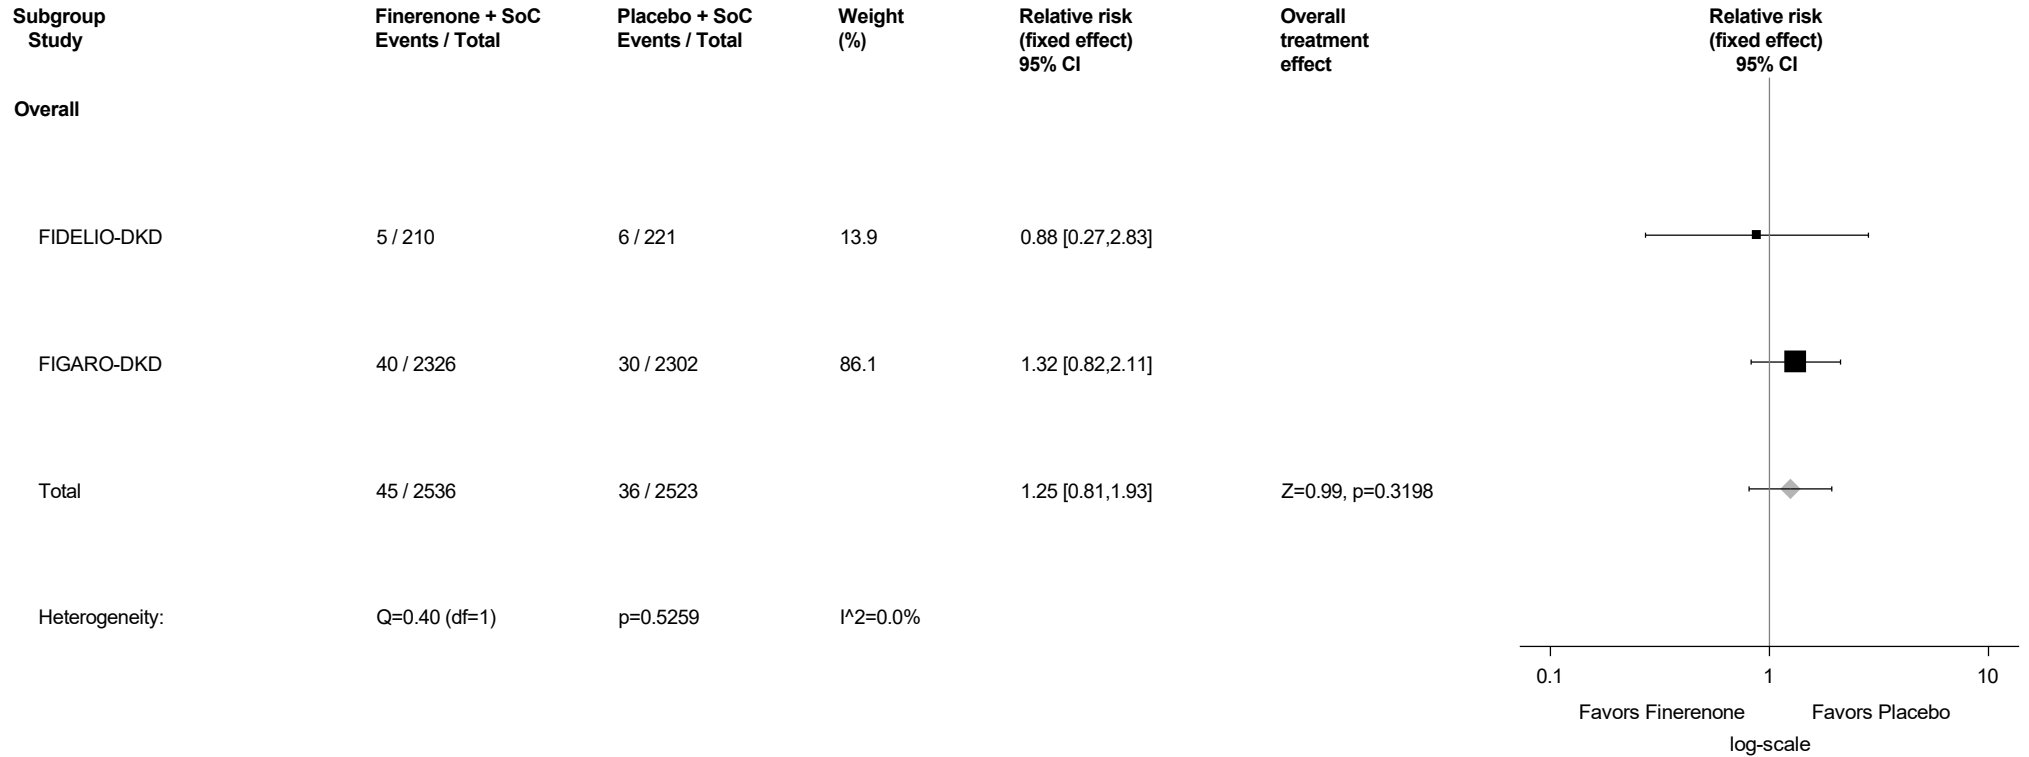 Subgroup Finerenone + SoC Placebo + SoC Weight Relative risk Overall Relative risk
Study Events / Total Events / Total (%) (fixed effect) treatment (fixed effect)
95% CI effect 95% CI
Overall
FIDELIO-DKD 5 / 210 6 / 221 13.9 0.88 [0.27,2.83]
FIGARO-DKD 40 / 2326 30 / 2302 86.1 1.32 [0.82,2.11]
Total 45 / 2536 36 / 2523 1.25 [0.81,1.93] Z=0.99, p=0.3198
Heterogeneity: Q=0.40 (df=1) p=0.5259 I^2=0.0%
0.1 1 10
Favors Finerenone Favors Placebo
log-scale